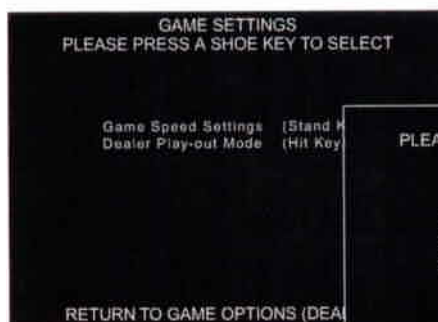 GAME SETTINGS
PLEASE PRESS A SHOE KEY TO SELECT
Game Speed Settings (Stand K
Dealer Play-out Mode (Hit Key
PLEA
RETURN TO GAME OPTIONS (DEA